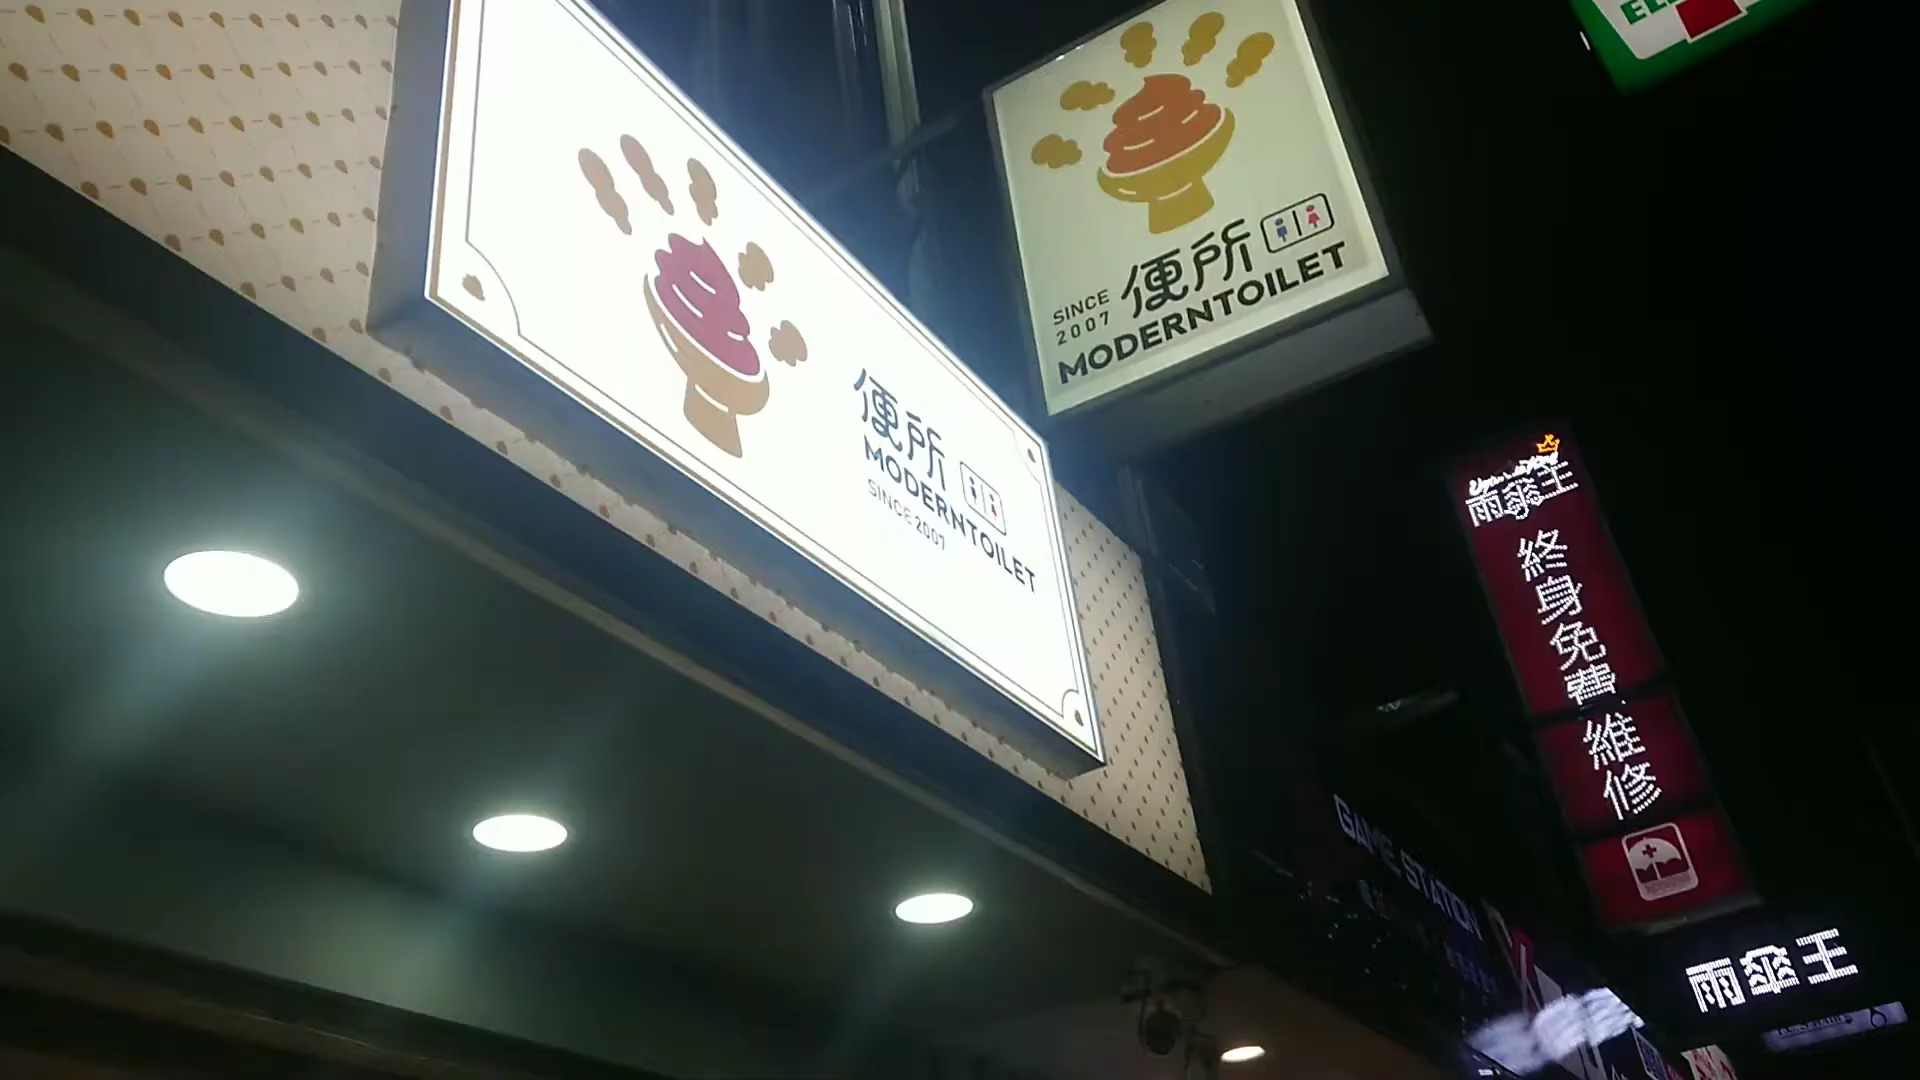 便所
MODERNTOILET
SINCE 2007
SINCE
2007
便所
MODERNTOILET
雨傘王
終身免費維修
GAME STATION
雨傘王